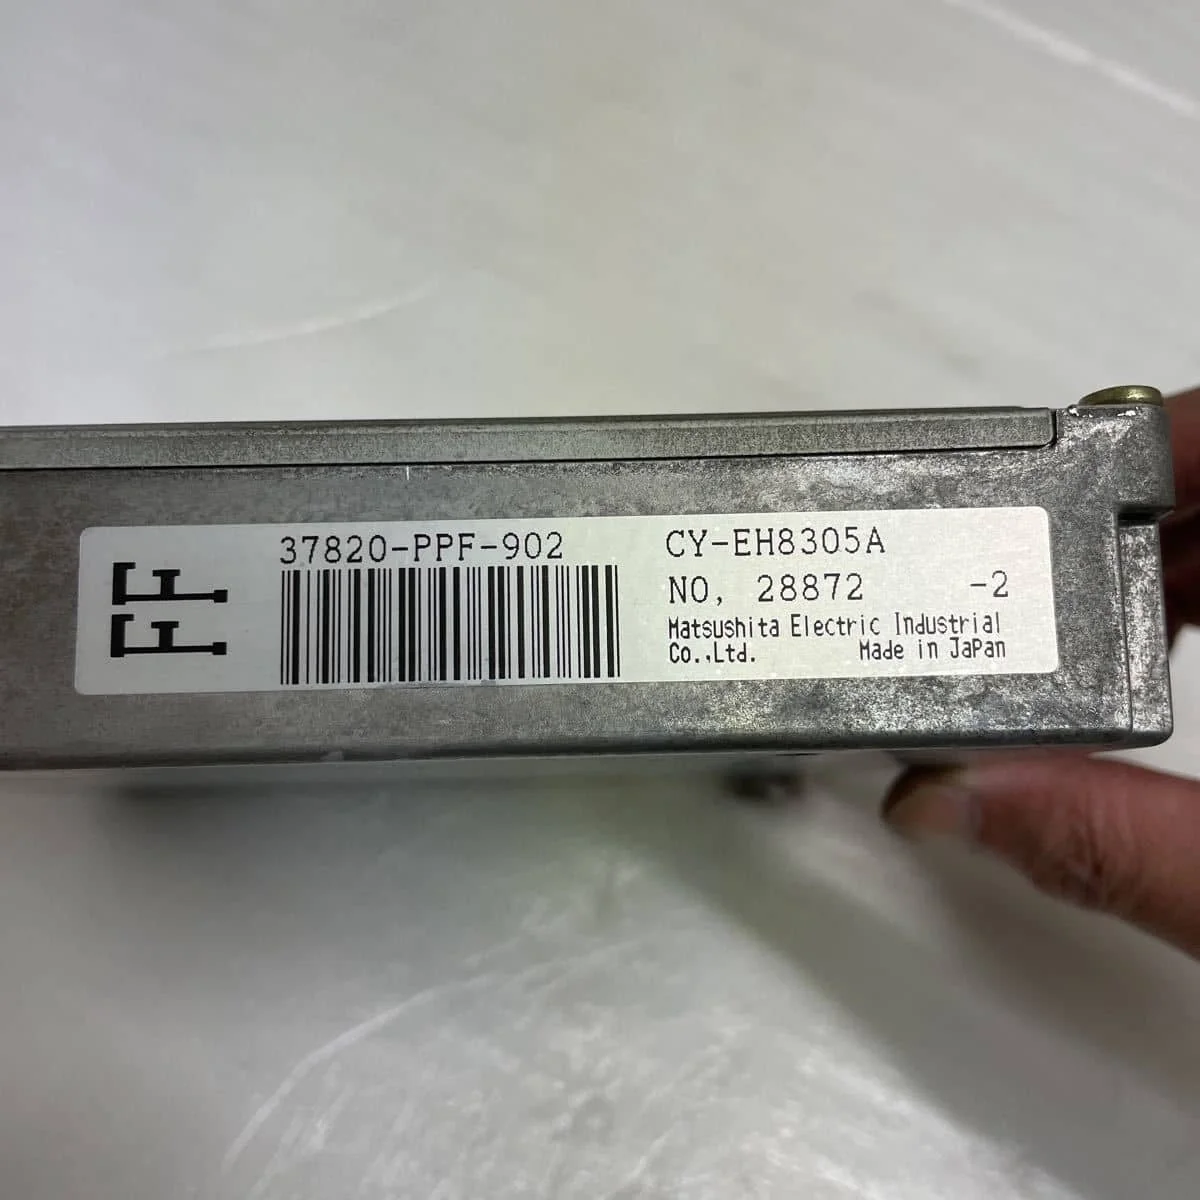 FF
37820-PPF-902
CY-EH8305A
NO, 28872 -2
Matsushita Electric Industrial
Co.,Ltd. Made in JaPan